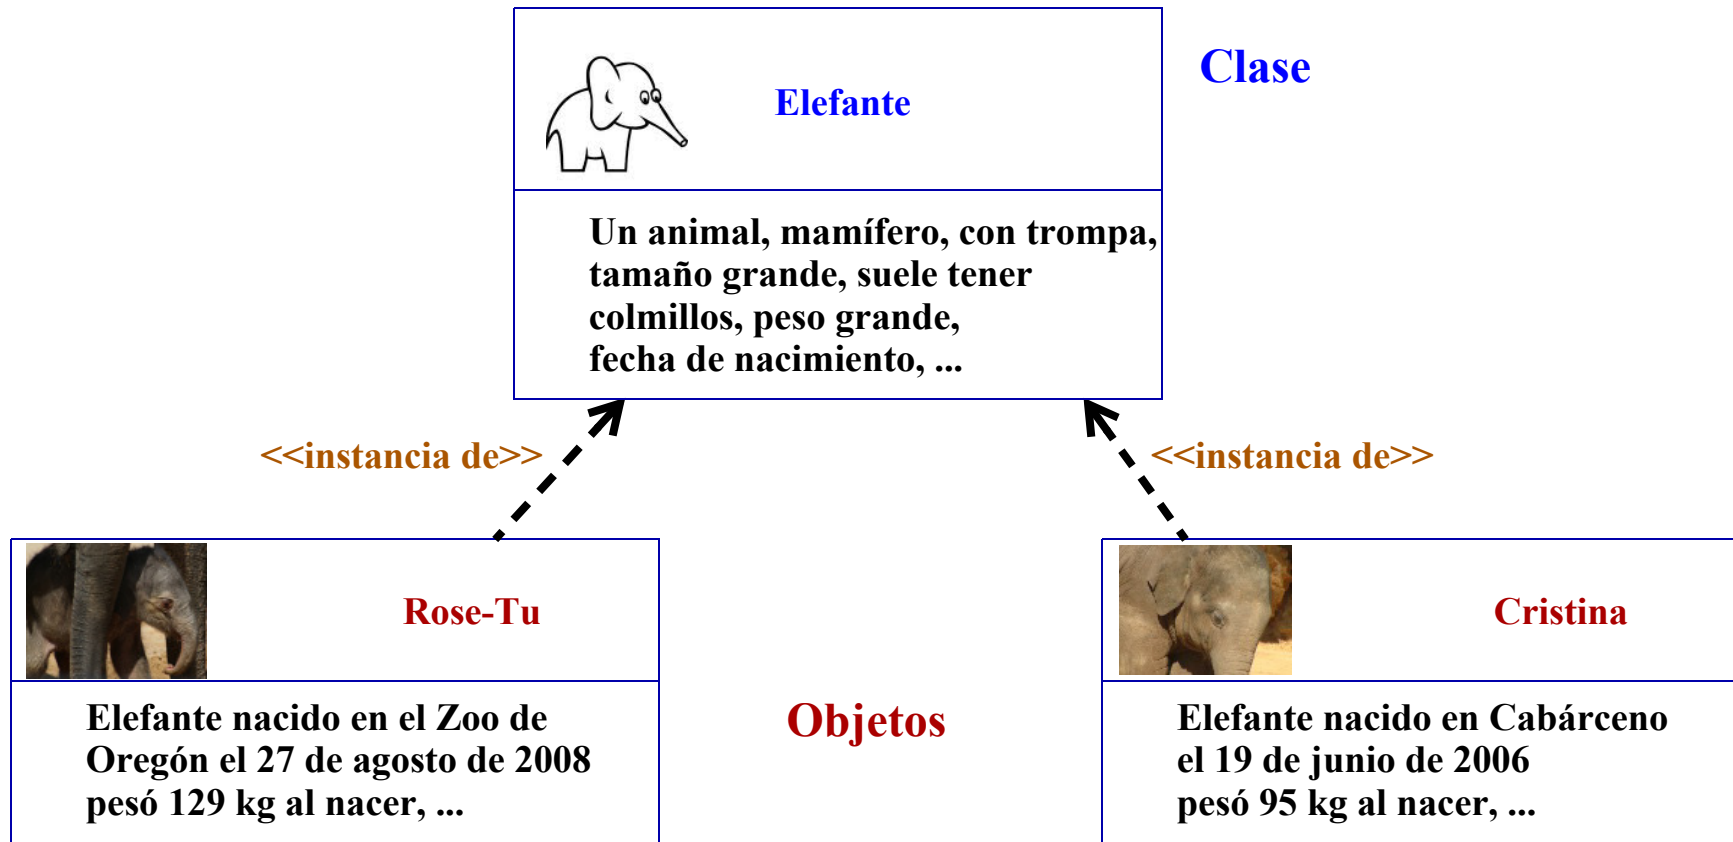 Clase
Elefante
Un animal, mamífero, con trompa,
tamaño grande, suele tener
colmillos, peso grande,
fecha de nacimiento, ...
<<instancia de>>
<<instancia de>>
Rose-Tu
Elefante nacido en el Zoo de
Oregón el 27 de agosto de 2008
pesó 129 kg al nacer, ...
Objetos
Cristina
Elefante nacido en Cabárceno
el 19 de junio de 2006
pesó 95 kg al nacer, ...